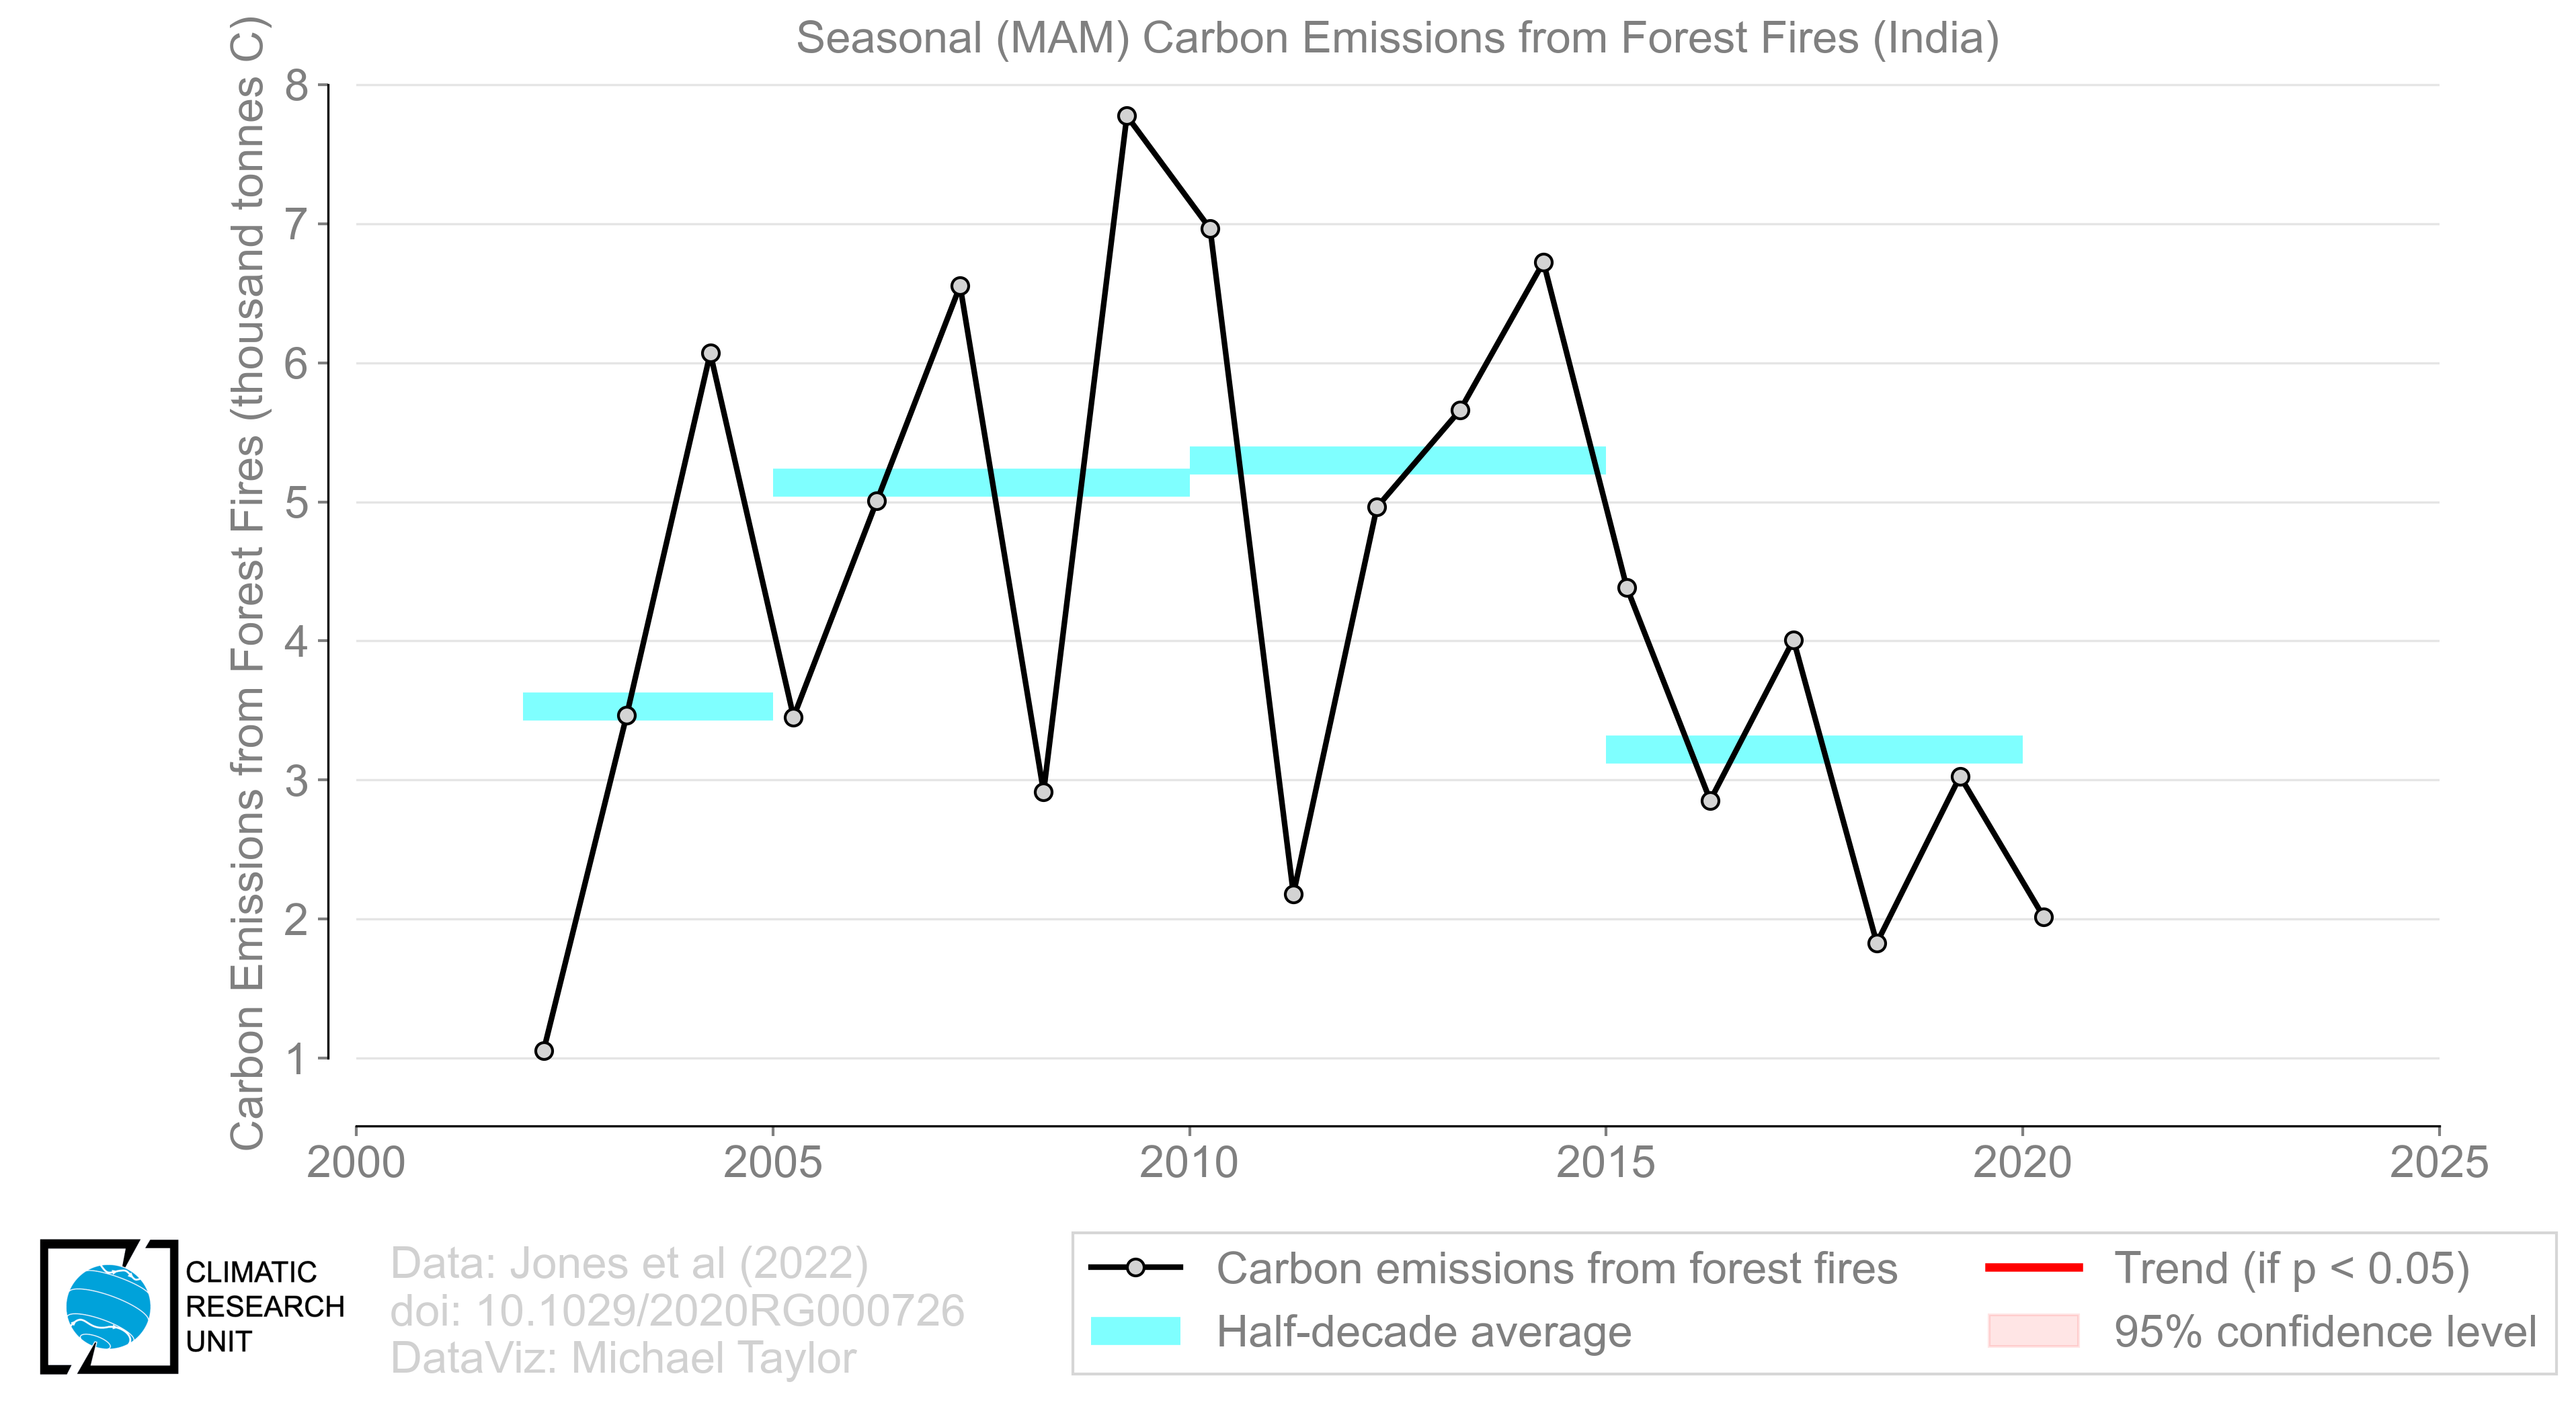 Seasonal (MAM) Carbon Emissions from Forest Fires (India)
Carbon Emissions from Forest Fires (thousand tonnes C)
8
7
6
5
4
3
2
1
2000 2005 2010 2015 2020 2025
CLIMATIC
RESEARCH
UNIT
Data: Jones et al (2022)
doi: 10.1029/2020RG000726
DataViz: Michael Taylor
Carbon emissions from forest fires
Half-decade average
Trend (if p < 0.05)
95% confidence level